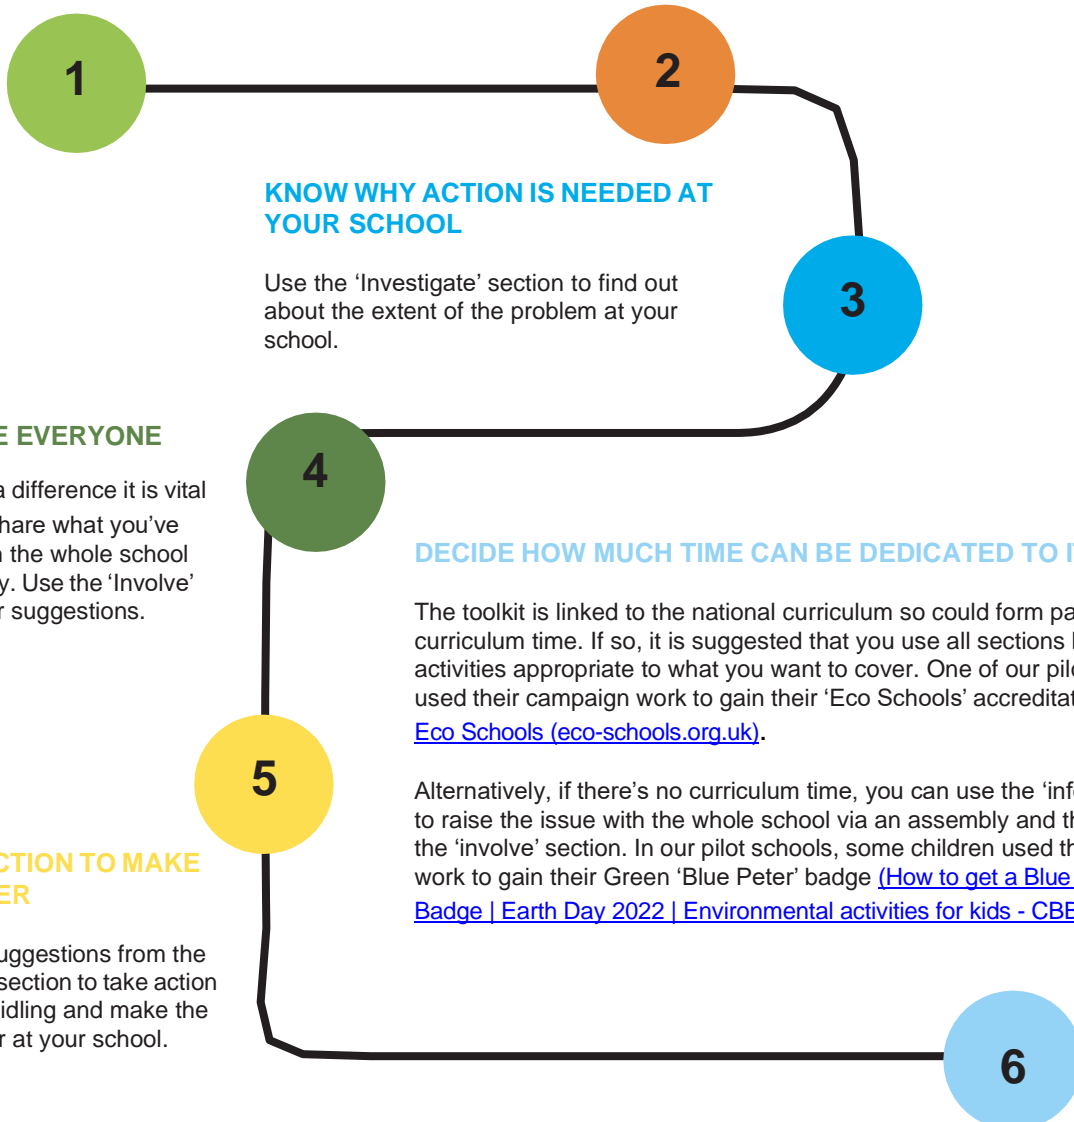 1
2
KNOW WHY ACTION IS NEEDED AT
YOUR SCHOOL
Use the ‘Investigate’ section to find out
about the extent of the problem at your
school.
3
E EVERYONE
a difference it is vital
hare what you’ve
the whole school
y. Use the ‘Involve’
r suggestions.
4
DECIDE HOW MUCH TIME CAN BE DEDICATED TO
The toolkit is linked to the national curriculum so could form
curriculum time. If so, it is suggested that you use all sections
activities appropriate to what you want to cover. One of our
used their campaign work to gain their ‘Eco Schools’
Eco Schools (eco-schools.org.uk).
Alternatively, if there’s no curriculum time, you can use the
to raise the issue with the whole school via an assembly and
the ‘involve’ section. In our pilot schools, some children used
work to gain their Green ‘Blue Peter’ badge (How to get a Blue
Badge | Earth Day 2022 | Environmental activities for kids -
5
CTION TO MAKE
ER
uggestions from the
section to take action
idling and make the
r at your school.
6